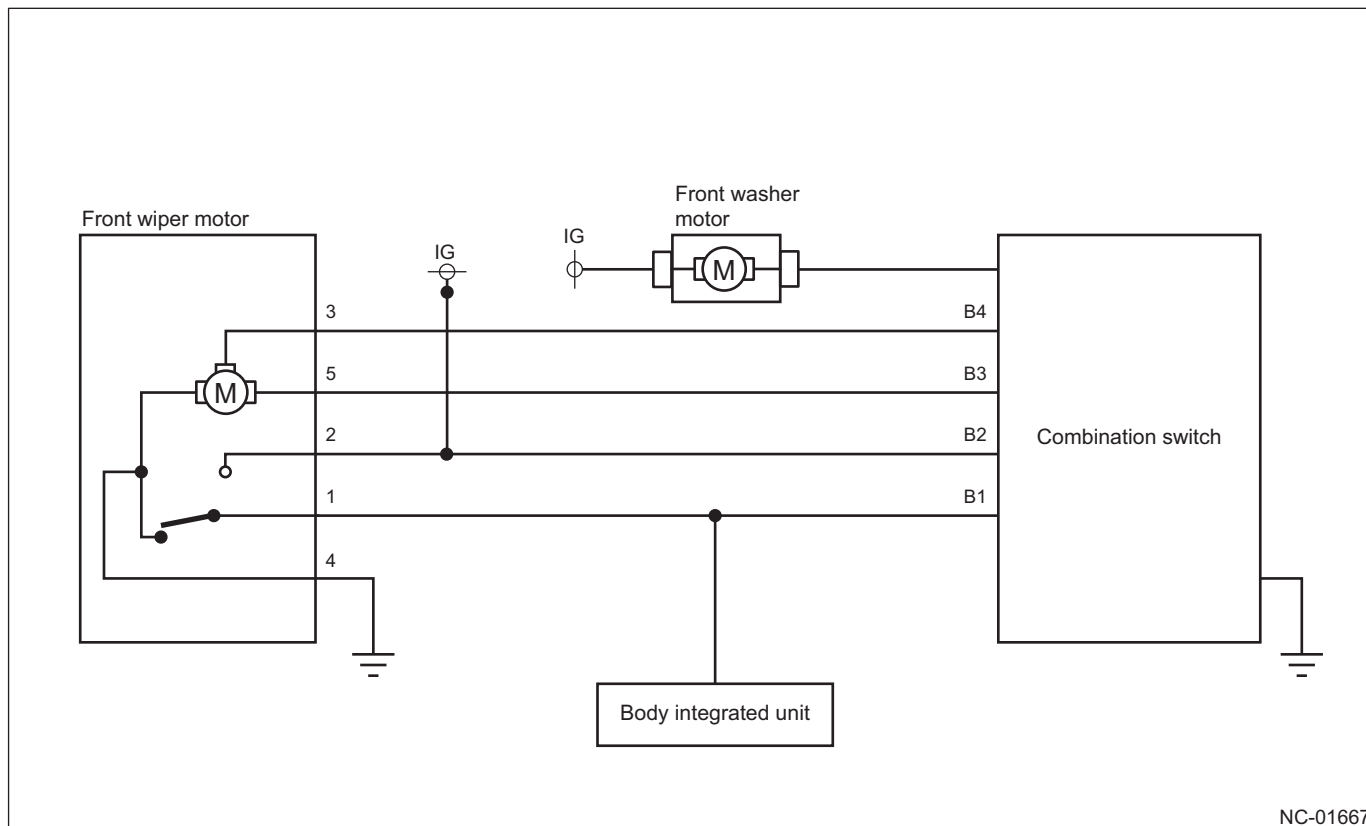 Front washer
motor
Front wiper motor
IG
IG
M
3
B4
5
B3
M
2
B2
Combination switch
1
B1
4
Body integrated unit
NC-01667